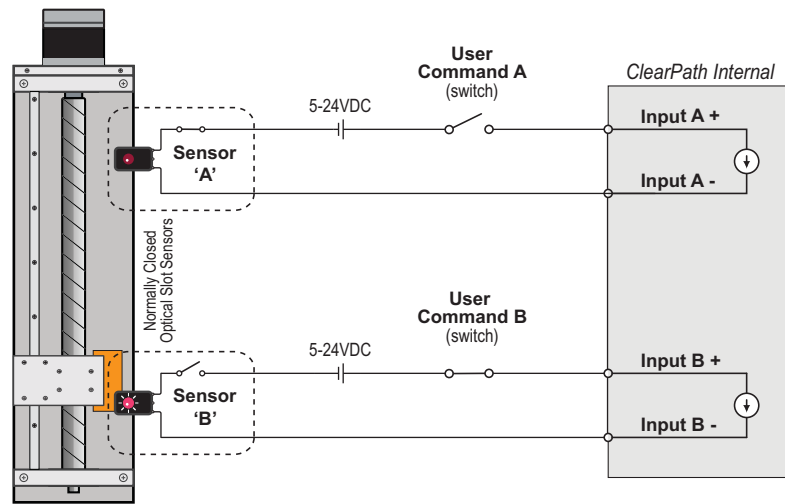 User
Command A
(switch)
ClearPath Internal
5-24VDC
Input A +
Sensor
‘A’
Input A -
Normally Closed
Optical Slot Sensors
User
Command B
(switch)
5-24VDC
Input B +
Sensor
‘B’
Input B -